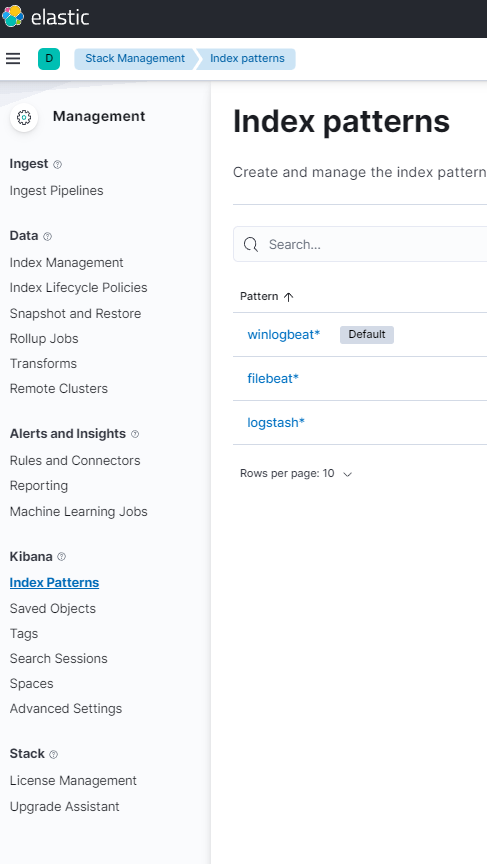 elastic
D
Stack Management
Index patterns
Management
Ingest
Ingest Pipelines
Data
Index Management
Index Lifecycle Policies
Snapshot and Restore
Rollup Jobs
Transforms
Remote Clusters
Alerts and Insights
Rules and Connectors
Reporting
Machine Learning Jobs
Kibana
Index Patterns
Saved Objects
Tags
Search Sessions
Spaces
Advanced Settings
Stack
License Management
Upgrade Assistant
Index patterns
Create and manage the index pattern
Search...
Pattern
winlogbeat* Default
filebeat*
logstash*
Rows per page: 10